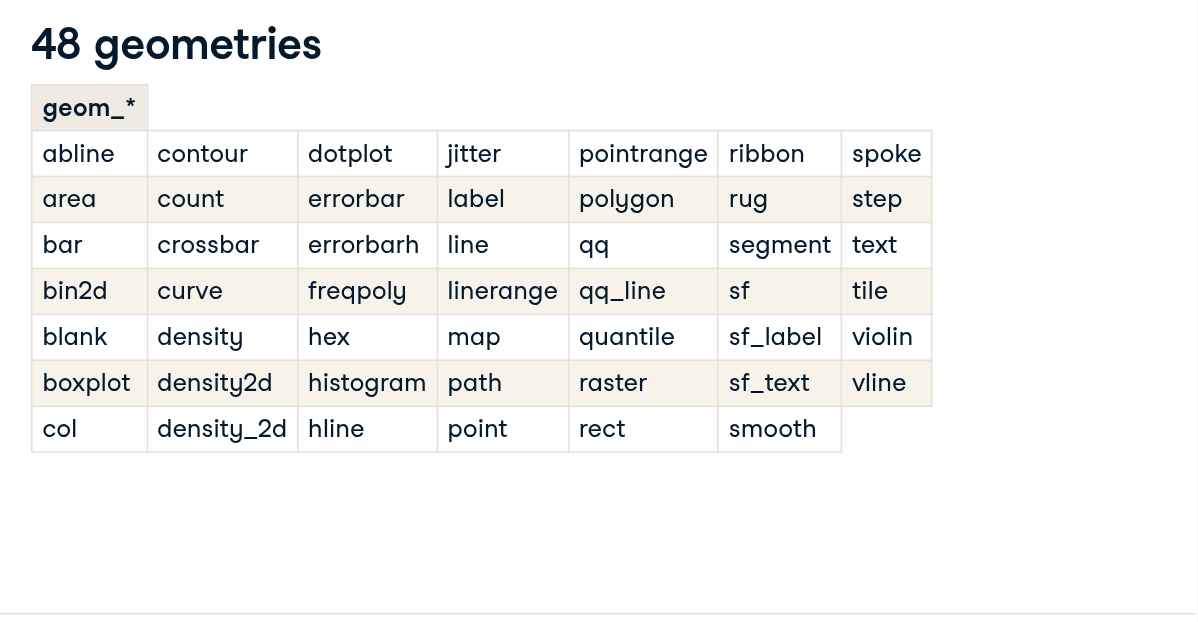 48 geometries
geom_*
abline contour dotplot jitter pointrange ribbon spoke
area count errorbar label polygon rug step
bar crossbar errorbarh line qq segment text
bin2d curve freqpoly linerange qq_line sf tile
blank density hex map quantile sf_label violin
boxplot density2d histogram path raster sf_text vline
col density_2d hline point rect smooth